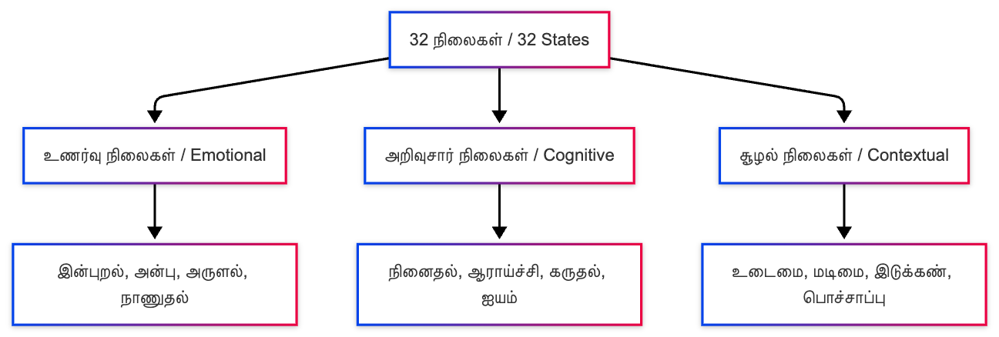 32 நிலைகள் / 32 States
உணர்வு நிலைகள் / Emotional
அறிவுசார் நிலைகள் / Cognitive
சூழல் நிலைகள் / Contextual
இன்புறல், அன்பு, அருளல்,
நாணுதல்
நினைதல், ஆராய்ச்சி, கருதல்,
ஐயம்
உடைமை, மடிமை, இடுக்கண்,
பொச்சாப்பு